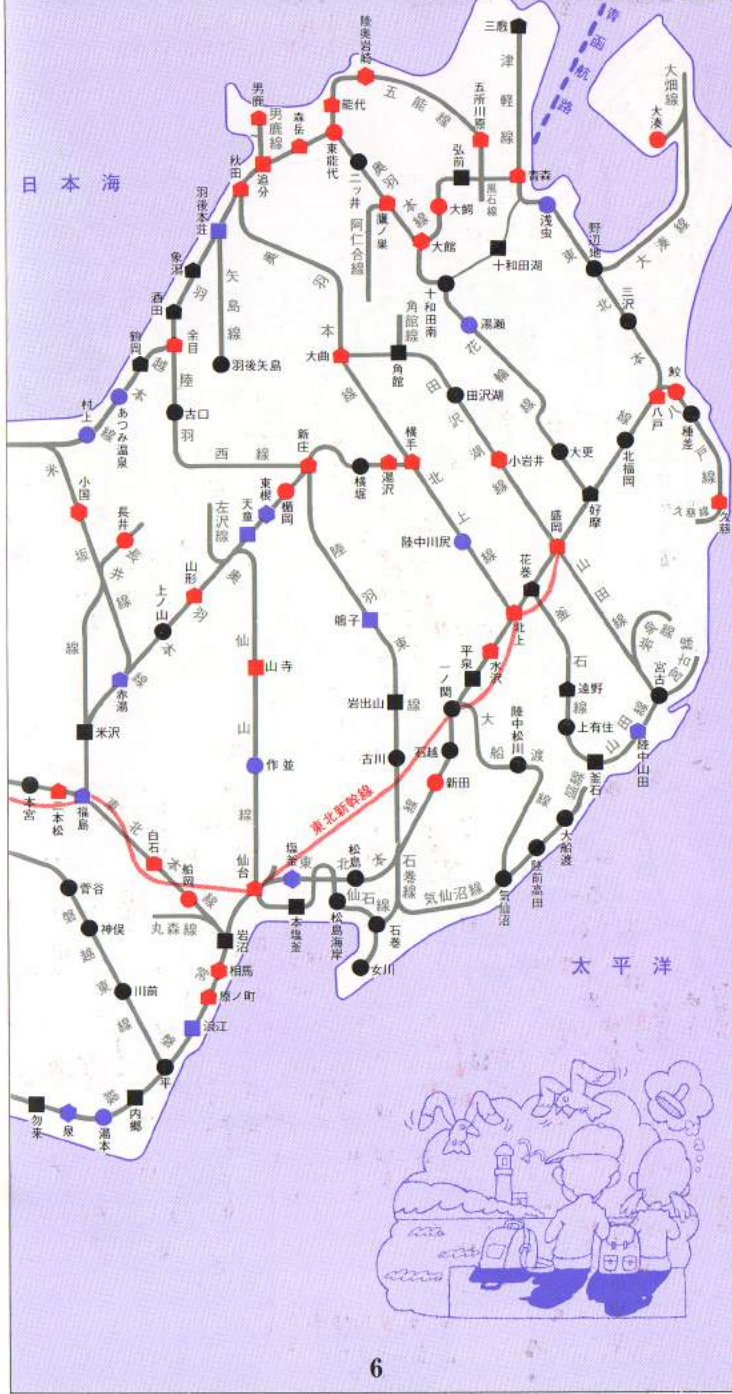 青函航路
三厩
津軽線
大畑線
大湊
陸奥岩崎
五能線
五所川原
男鹿
男鹿線
森岳
能代
東能代
弘前
黒石線
青森
浅虫
日本海
秋田
追分
二ツ井
奥羽本線
鷹ノ巣
阿仁合線
大鰐
大館
十和田湖
野辺地
大湊線
東北本線
羽後本荘
矢島線
羽後矢島
象潟
羽越本線
酒田
余目
鶴岡
奥羽本線
十和田南
湯瀬
花輪線
三沢
角館線
大曲
角館
田沢湖
田沢湖線
八戸
鮫
八戸線
種差
村上
あつみ温泉
陸羽西線
古口
新庄
横堀
湯沢
横手
小岩井
大更
北福岡
好摩
久慈線
久慈
米坂線
小国
長井
長井線
左沢線
天童
東根
楯岡
北上線
陸中川尻
盛岡
花巻
山田線
山形
上ノ山
奥羽本線
陸羽東線
鳴子
北上
釜石線
岩泉線
宮古線
宮古
赤湯
仙山線
山寺
平泉
水沢
一ノ関
遠野
上有住
山田線
陸中山田
米沢
岩出山
大船渡線
陸中松川
釜石
作並
古川
石越
新田
盛線
本宮
二本松
福島
東北本線
東北新幹線
大船渡
陸前高田
白石
船岡
仙台
塩釜
東北本線
松島
石巻線
気仙沼線
気仙沼
菅谷
神俣
磐越東線
丸森線
岩沼
本塩釜
仙石線
松島海岸
石巻
女川
相馬
原ノ町
太平洋
川前
浪江
常磐線
平
勿来
泉
湯本
内郷
6